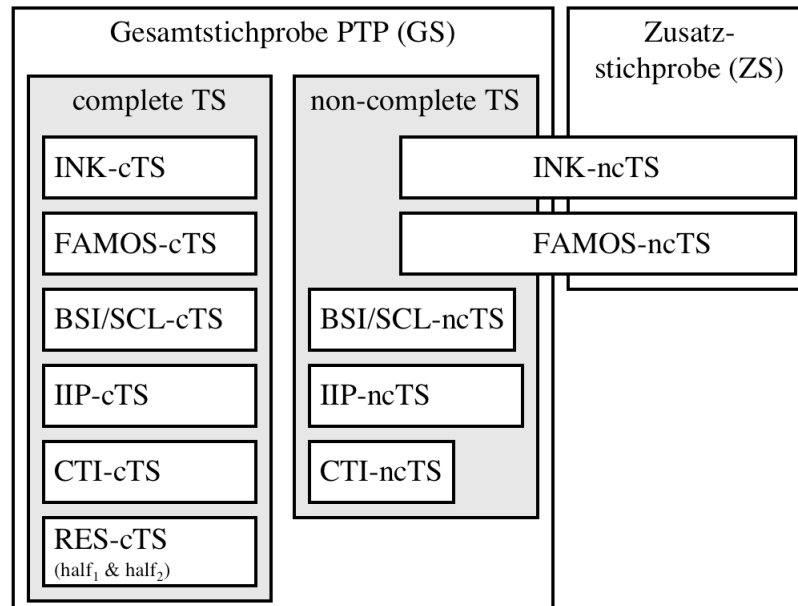 Gesamtstichprobe PTP (GS)
complete TS
INK-cTS
FAMOS-cTS
BSI/SCL-cTS
IIP-cTS
CTI-cTS
RES-cTS
(half₁ & half₂)
non-complete TS
INK-ncTS
FAMOS-ncTS
BSI/SCL-ncTS
IIP-ncTS
CTI-ncTS
Zusatz-
stichprobe (ZS)